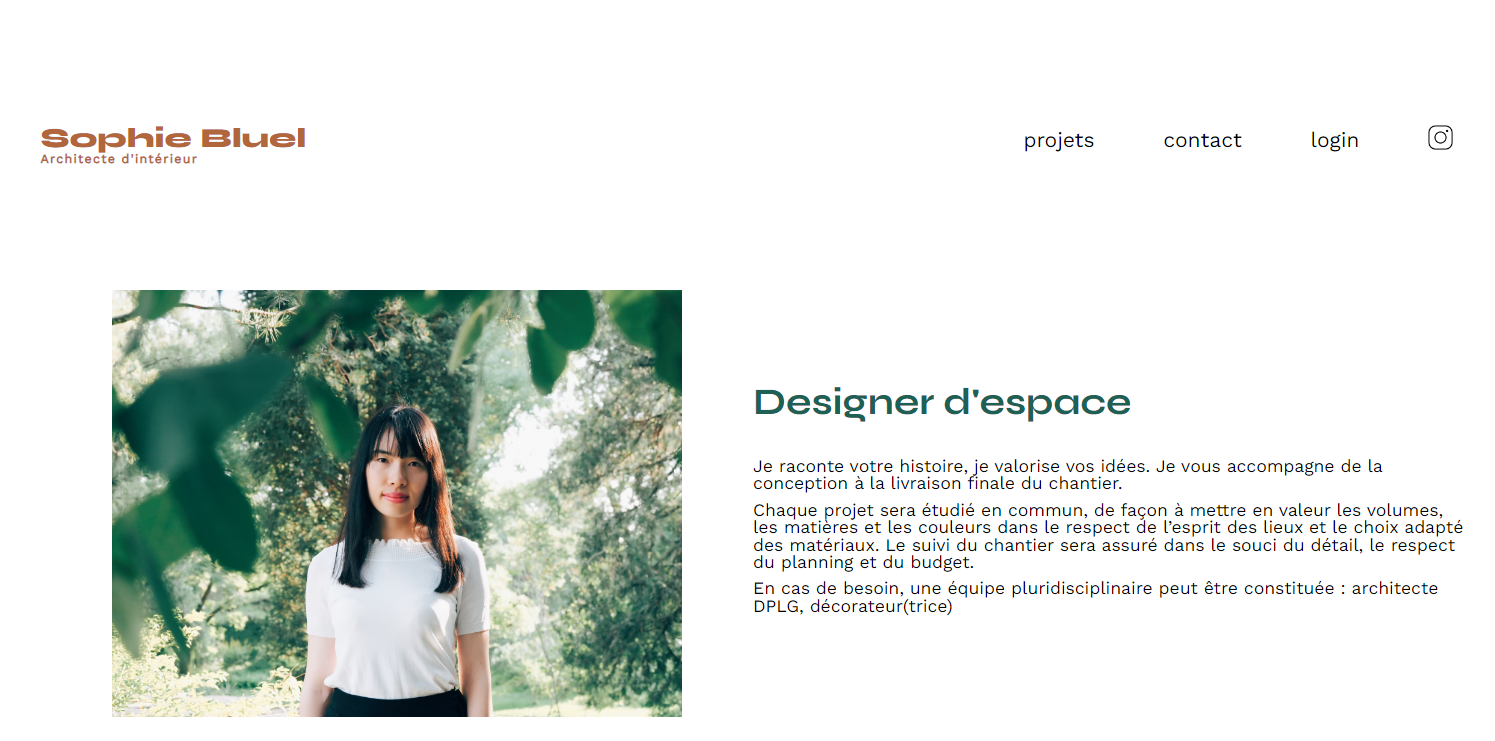 Sophie Bluel
Architecte d'intérieur
projets
contact
login
Designer d'espace
Je raconte votre histoire, je valorise vos idées. Je vous accompagne de la
conception à la livraison finale du chantier.
Chaque projet sera étudié en commun, de façon à mettre en valeur les volumes,
les matières et les couleurs dans le respect de l’esprit des lieux et le choix adapté
des matériaux. Le suivi du chantier sera assuré dans le souci du détail, le respect
du planning et du budget.
En cas de besoin, une équipe pluridisciplinaire peut être constituée : architecte
DPLG, décorateur(trice)